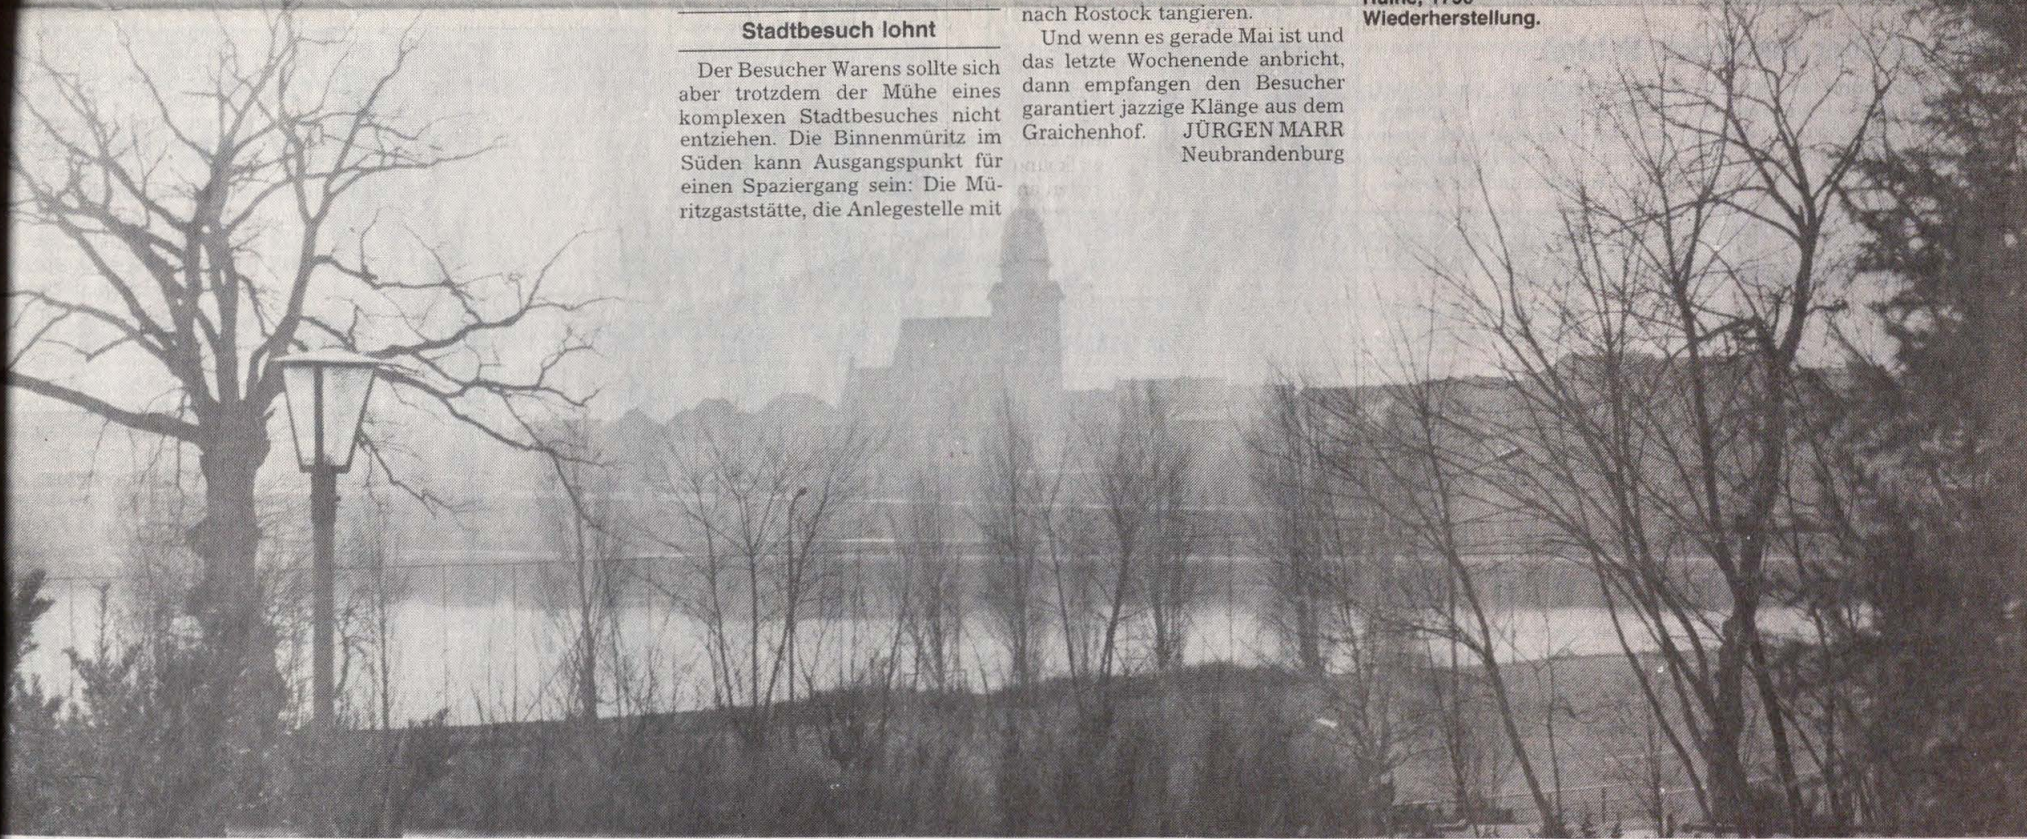 Stadtbesuch lohnt
Der Besucher Warens sollte sich
aber trotzdem der Mühe eines
komplexen Stadtbesuches nicht
entziehen. Die Binnenmüritz im
Süden kann Ausgangspunkt für
einen Spaziergang sein: Die Mü-
ritzgaststätte, die Anlegestelle mit
nach Rostock tangieren.
Und wenn es gerade Mai ist und
das letzte Wochenende anbricht,
dann empfangen den Besucher
garantiert jazzige Klänge aus dem
Graichenhof. JÜRGEN MARR
Neubrandenburg
Wiederherstellung.